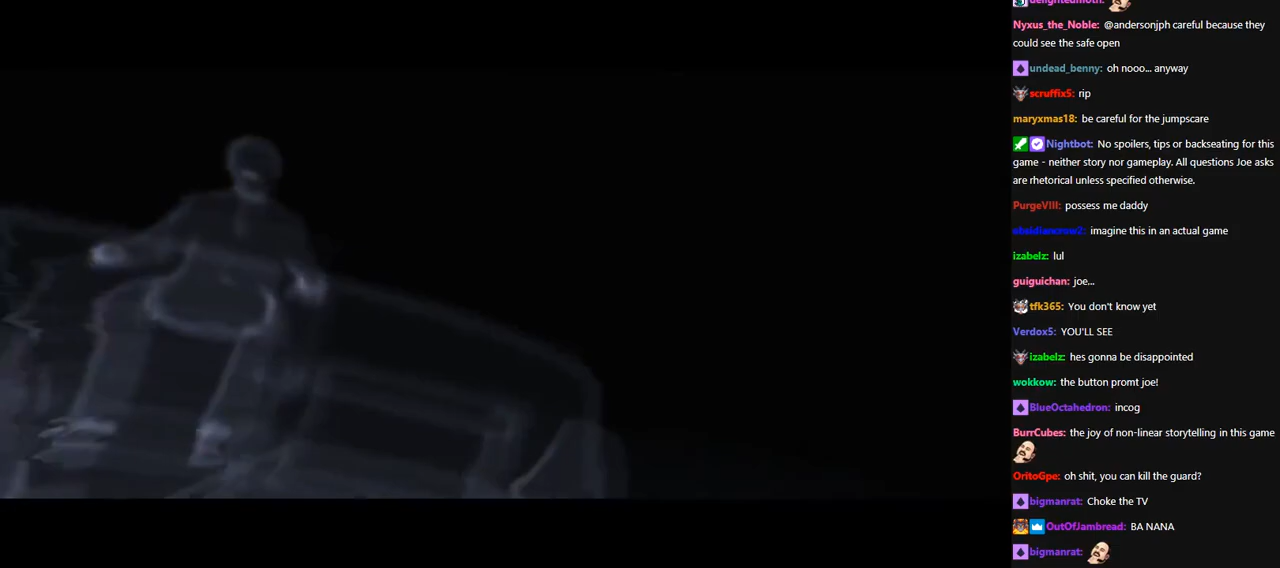 delightedmoth:
Nyxus_the_Noble: @andersonjph careful because they
could see the safe open
undead_benny: oh nooo... anyway
scruffix5: rip
maryxmas18: be careful for the jumpscare
Nightbot: No spoilers, tips or backseating for this
game - neither story nor gameplay. All questions Joe asks
are rhetorical unless specified otherwise.
PurgeVIII: possess me daddy
obsidiancrow2: imagine this in an actual game
izabelz: lul
guiguichan: joe...
tfk365: You don't know yet
Verdox5: YOU'LL SEE
izabelz: hes gonna be disappointed
wokkow: the button promt joe!
BlueOctahedron: incog
BurrCubes: the joy of non-linear storytelling in this game
OritoGpe: oh shit, you can kill the guard?
bigmanrat: Choke the TV
OutOfJambread: BA NANA
bigmanrat: